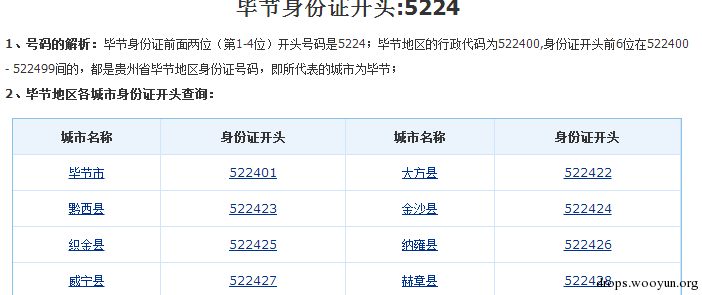 毕节身份证开头:5224
1、号码的解析：毕节身份证前面两位（第1-4位）开头号码是5224；毕节地区的行政代码为522400,身份证开头前6位在522400
- 522499间的，都是贵州省毕节地区身份证号码，即所代表的城市为毕节；
2、毕节地区各城市身份证开头查询：
城市名称 身份证开头 城市名称 身份证开头
毕节市 522401 大方县 522422
黔西县 522423 金沙县 522424
织金县 522425 纳雍县 522426
威宁县 522427 赫章县 522428
drops.wooyun.org